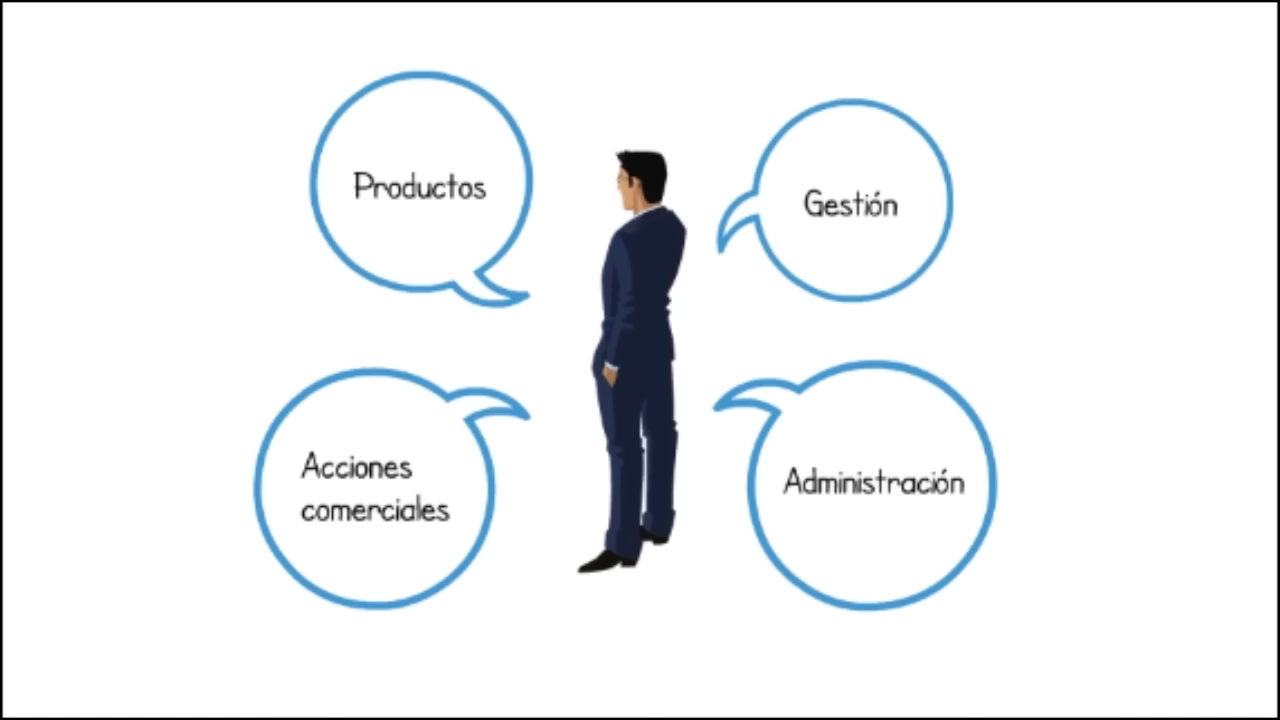 Productos
Gestión
Acciones
comerciales
Administración